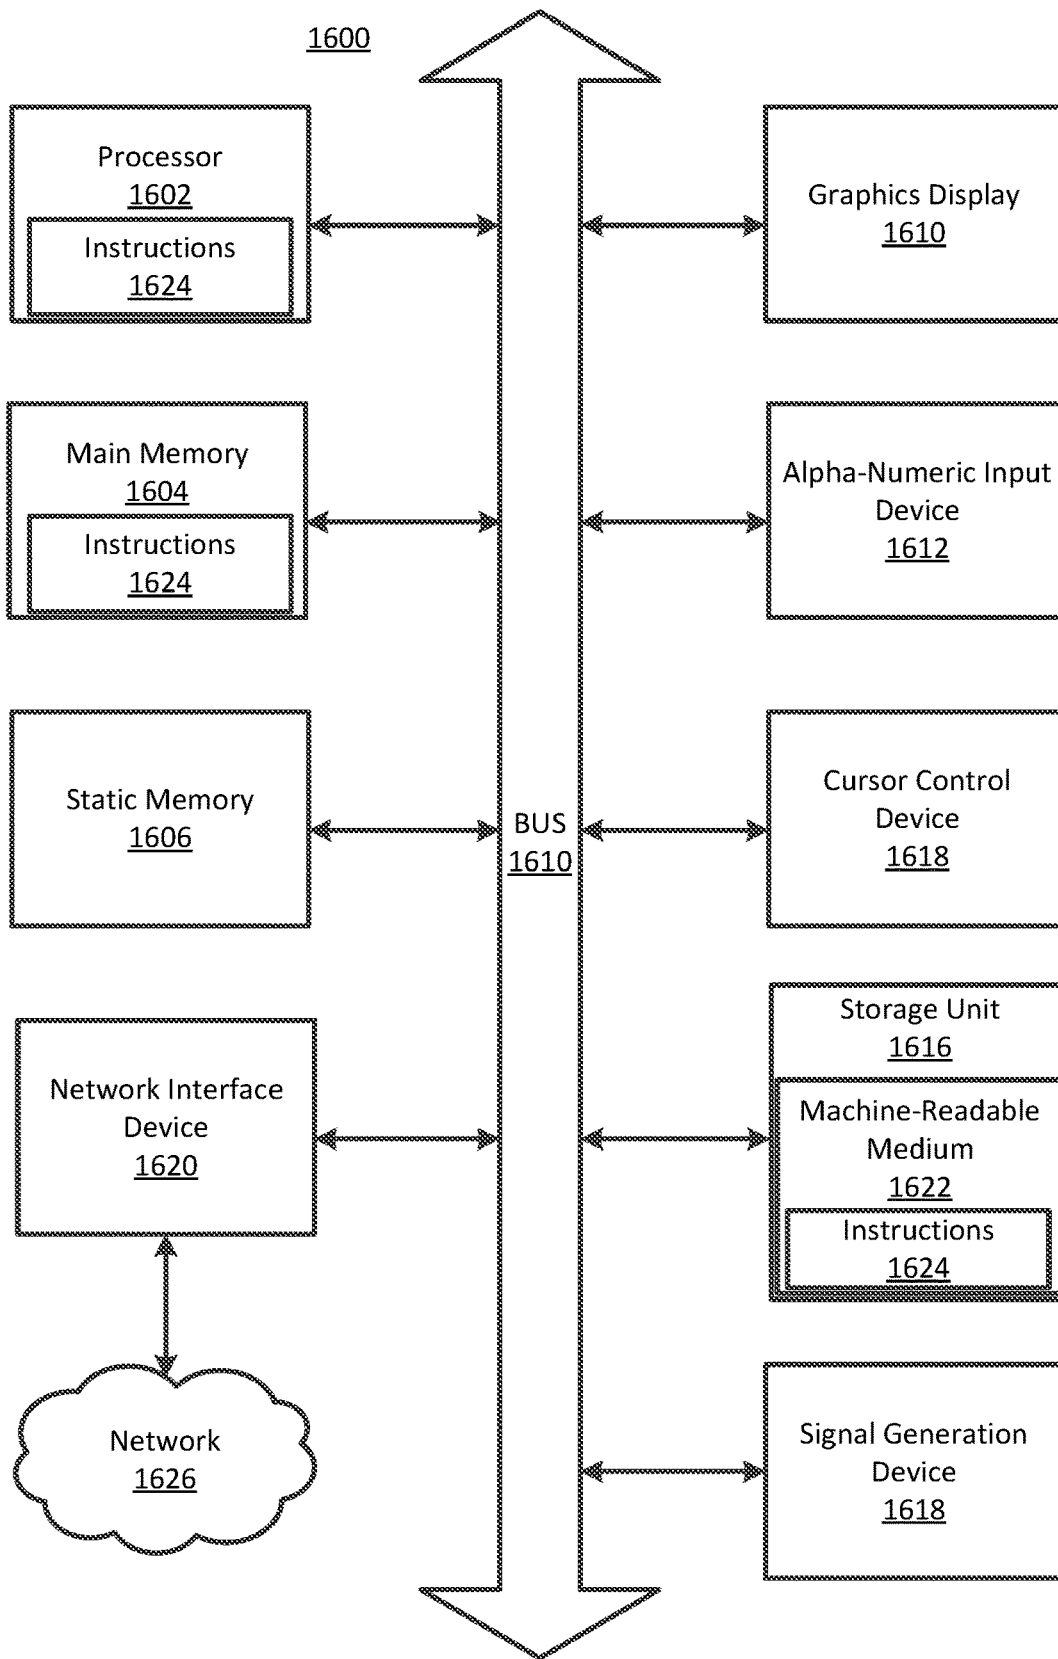 1600
Processor
1602
Instructions
1624
Main Memory
1604
Instructions
1624
Static Memory
1606
Network Interface
Device
1620
Network
1626
BUS
1610
Graphics Display
1610
Alpha-Numeric Input
Device
1612
Cursor Control
Device
1618
Storage Unit
1616
Machine-Readable
Medium
1622
Instructions
1624
Signal Generation
Device
1618